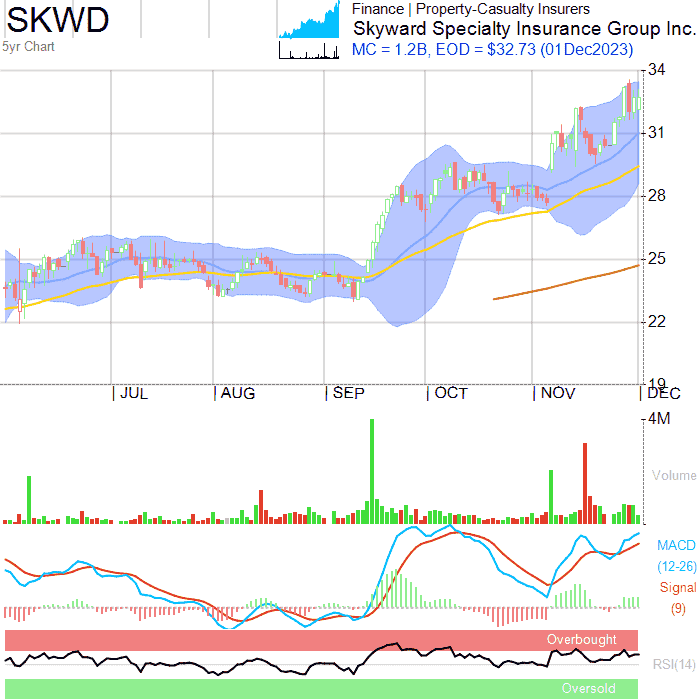 SKWD
5yr Chart
Finance | Property-Casualty Insurers
Skyward Specialty Insurance Group Inc.
MC = 1.2B, EOD = $32.73 (01Dec2023)
34
31
28
25
22
19
JUL AUG SEP OCT NOV DEC
4M
Volume
MACD
(12-26)
Signal
(9)
Overbought
RSI(14)
Oversold